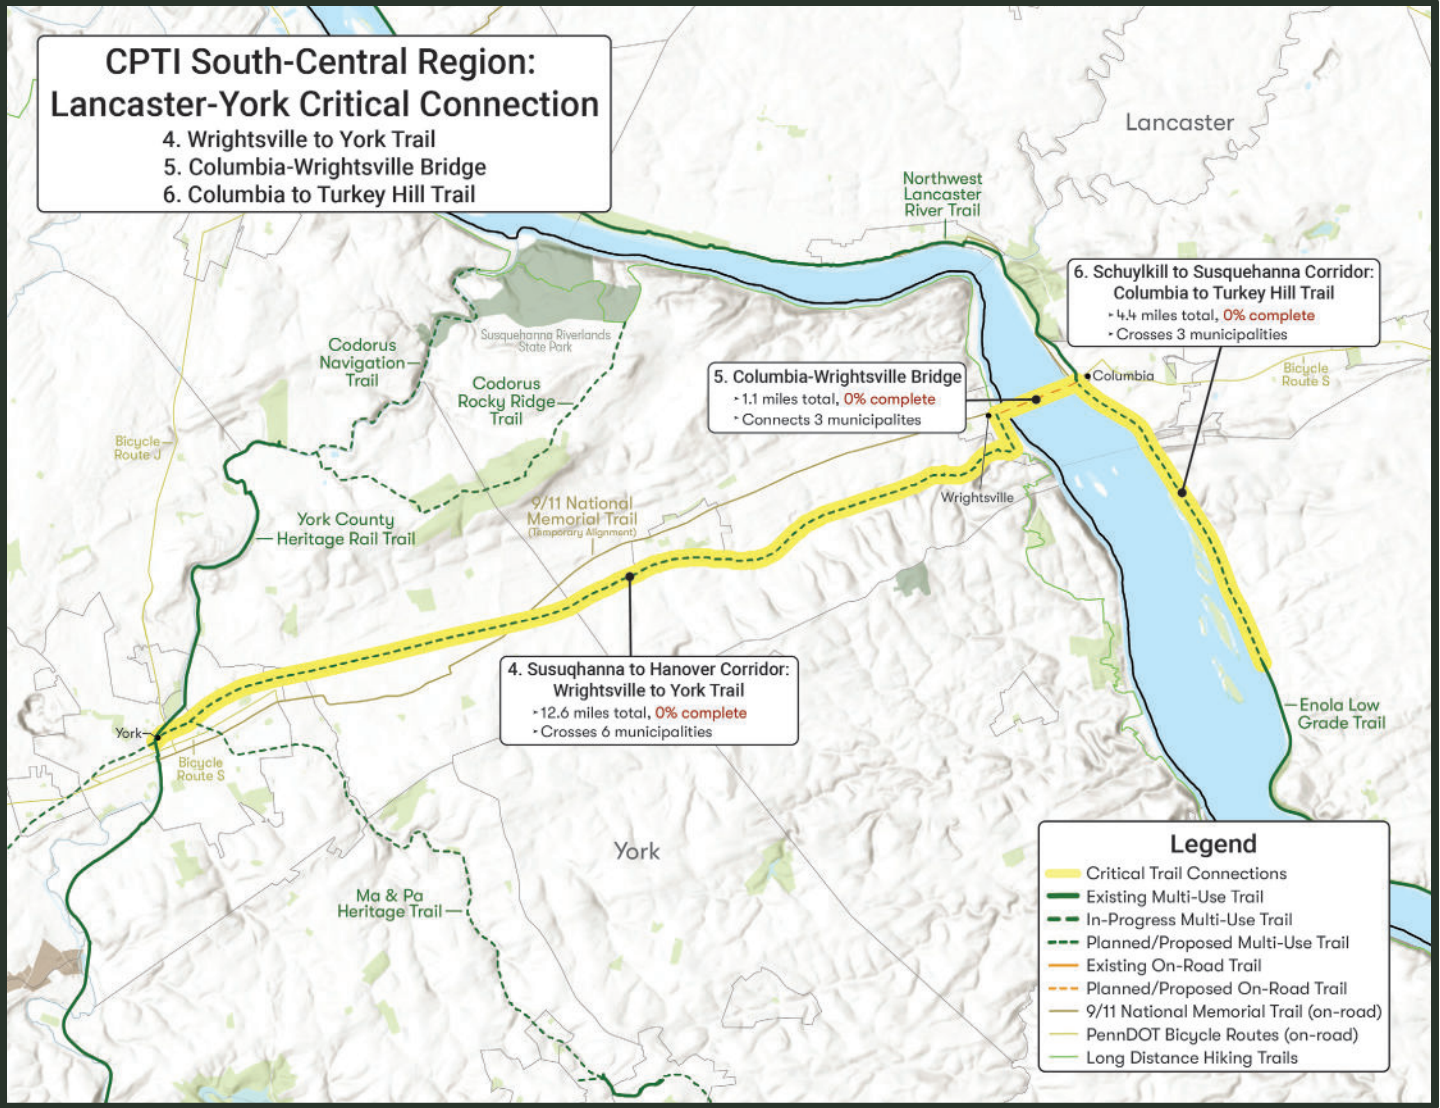 CPTI South-Central Region:
Lancaster-York Critical Connection
4. Wrightsville to York Trail
5. Columbia-Wrightsville Bridge
6. Columbia to Turkey Hill Trail
Lancaster
Northwest
Lancaster
River Trail
6. Schuylkill to Susquehanna Corridor:
Columbia to Turkey Hill Trail
▸ 4.4 miles total, 0% complete
▸ Crosses 3 municipalities
Susquehanna Riverlands
State Park
Codorus
Navigation
Trail
Codorus
Rocky Ridge
Trail
5. Columbia-Wrightsville Bridge
▸ 1.1 miles total, 0% complete
▸ Connects 3 municipalites
Columbia
Bicycle
Route S
Bicycle
Route J
Wrightsville
9/11 National
Memorial Trail
(Temporary Alignment)
York County
Heritage Rail Trail
4. Susuqhanna to Hanover Corridor:
Wrightsville to York Trail
▸ 12.6 miles total, 0% complete
▸ Crosses 6 municipalities
Enola Low
Grade Trail
York
Bicycle
Route S
York
Ma & Pa
Heritage Trail
Legend
Critical Trail Connections
Existing Multi-Use Trail
In-Progress Multi-Use Trail
Planned/Proposed Multi-Use Trail
Existing On-Road Trail
Planned/Proposed On-Road Trail
9/11 National Memorial Trail (on-road)
PennDOT Bicycle Routes (on-road)
Long Distance Hiking Trails